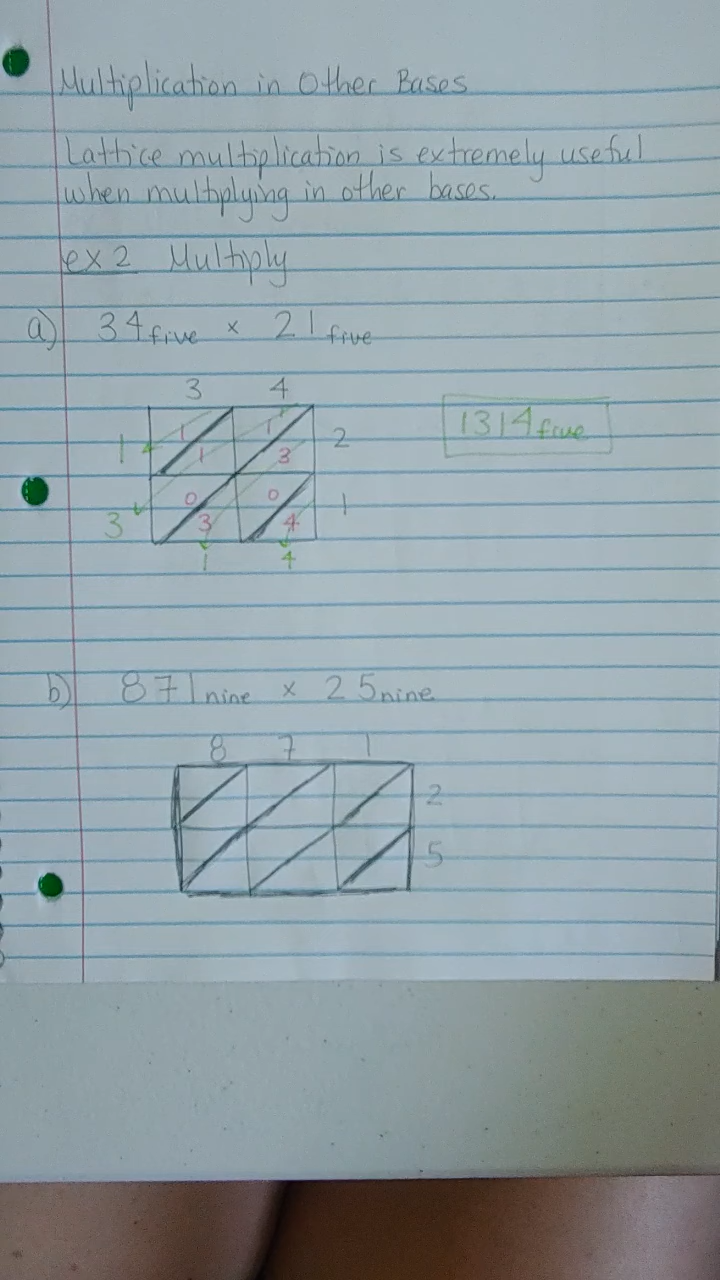 Multiplication in Other Bases
Lattice multiplication is extremely useful
when multiplying in other bases.
ex 2 Multiply
a) 34five × 21five
3 4
1 1 1 2
1 3
1314five
0 0 1
3 3 4
1 4
b) 871nine × 25nine
8 7 1
2
5